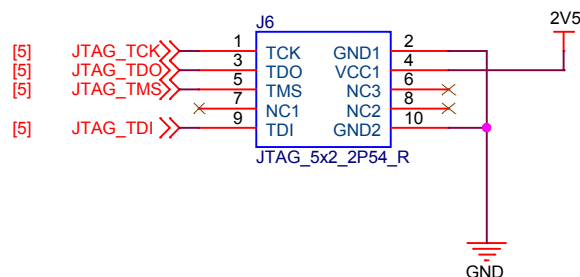 J6
2V5
[5] JTAG_TCK 1 TCK GND1 2
[5] JTAG_TDO 3 TDO VCC1 4
[5] JTAG_TMS 5 TMS NC3 6
7 NC1 NC2 8
[5] JTAG_TDI 9 TDI GND2 10
JTAG_5x2_2P54_R
GND